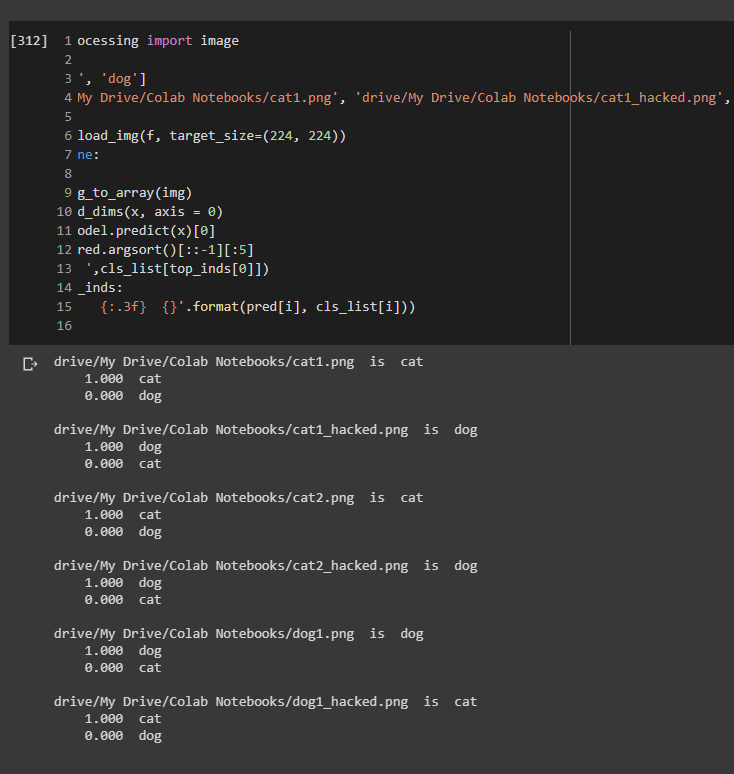 [312] 1 ocessing import image
2
3 ', 'dog']
4 My Drive/Colab Notebooks/cat1.png', 'drive/My Drive/Colab Notebooks/cat1_hacked.png',
5
6 load_img(f, target_size=(224, 224))
7 ne:
8
9 g_to_array(img)
10 d_dims(x, axis = 0)
11 odel.predict(x)[0]
12 red.argsort()[::-1][:5]
13 ',cls_list[top_inds[0]])
14 _inds:
15 {:.3f} {}'.format(pred[i], cls_list[i]))
16
drive/My Drive/Colab Notebooks/cat1.png is cat
1.000 cat
0.000 dog
drive/My Drive/Colab Notebooks/cat1_hacked.png is dog
1.000 dog
0.000 cat
drive/My Drive/Colab Notebooks/cat2.png is cat
1.000 cat
0.000 dog
drive/My Drive/Colab Notebooks/cat2_hacked.png is dog
1.000 dog
0.000 cat
drive/My Drive/Colab Notebooks/dog1.png is dog
1.000 dog
0.000 cat
drive/My Drive/Colab Notebooks/dog1_hacked.png is cat
1.000 cat
0.000 dog